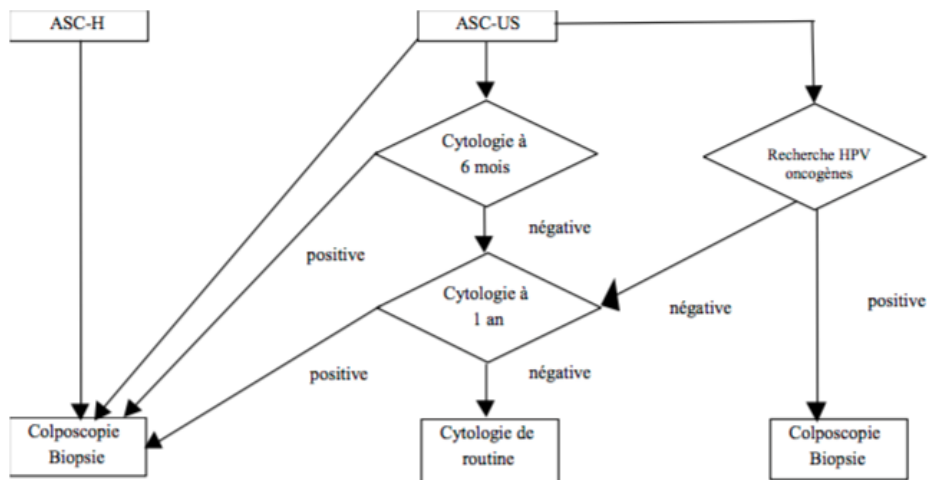 ASC-H
ASC-US
Cytologie à
6 mois
Recherche HPV
oncogènes
négative
positive
Cytologie à
1 an
négative
positive
positive
négative
Colposcopie
Biopsie
Cytologie de
routine
Colposcopie
Biopsie